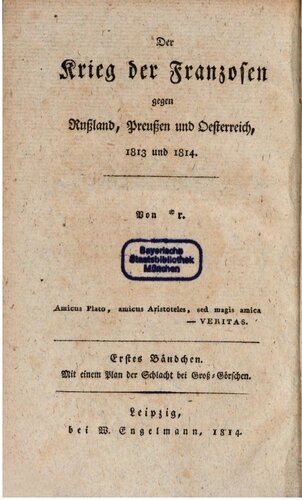 Der
Krieg der Franzosen
gegen
Rußland, Preußen und Oesterreich,
1813 und 1814.
Von *r.
Bayerische
Staatsbibliothek
München
Amicus Plato, amicus Aristoteles, sed magis amica
— VERITAS.
Erstes Bändchen.
Mit einem Plan der Schlacht bei Groß-Görschen.
Leipzig,
bei W. Engelmann, 1814.